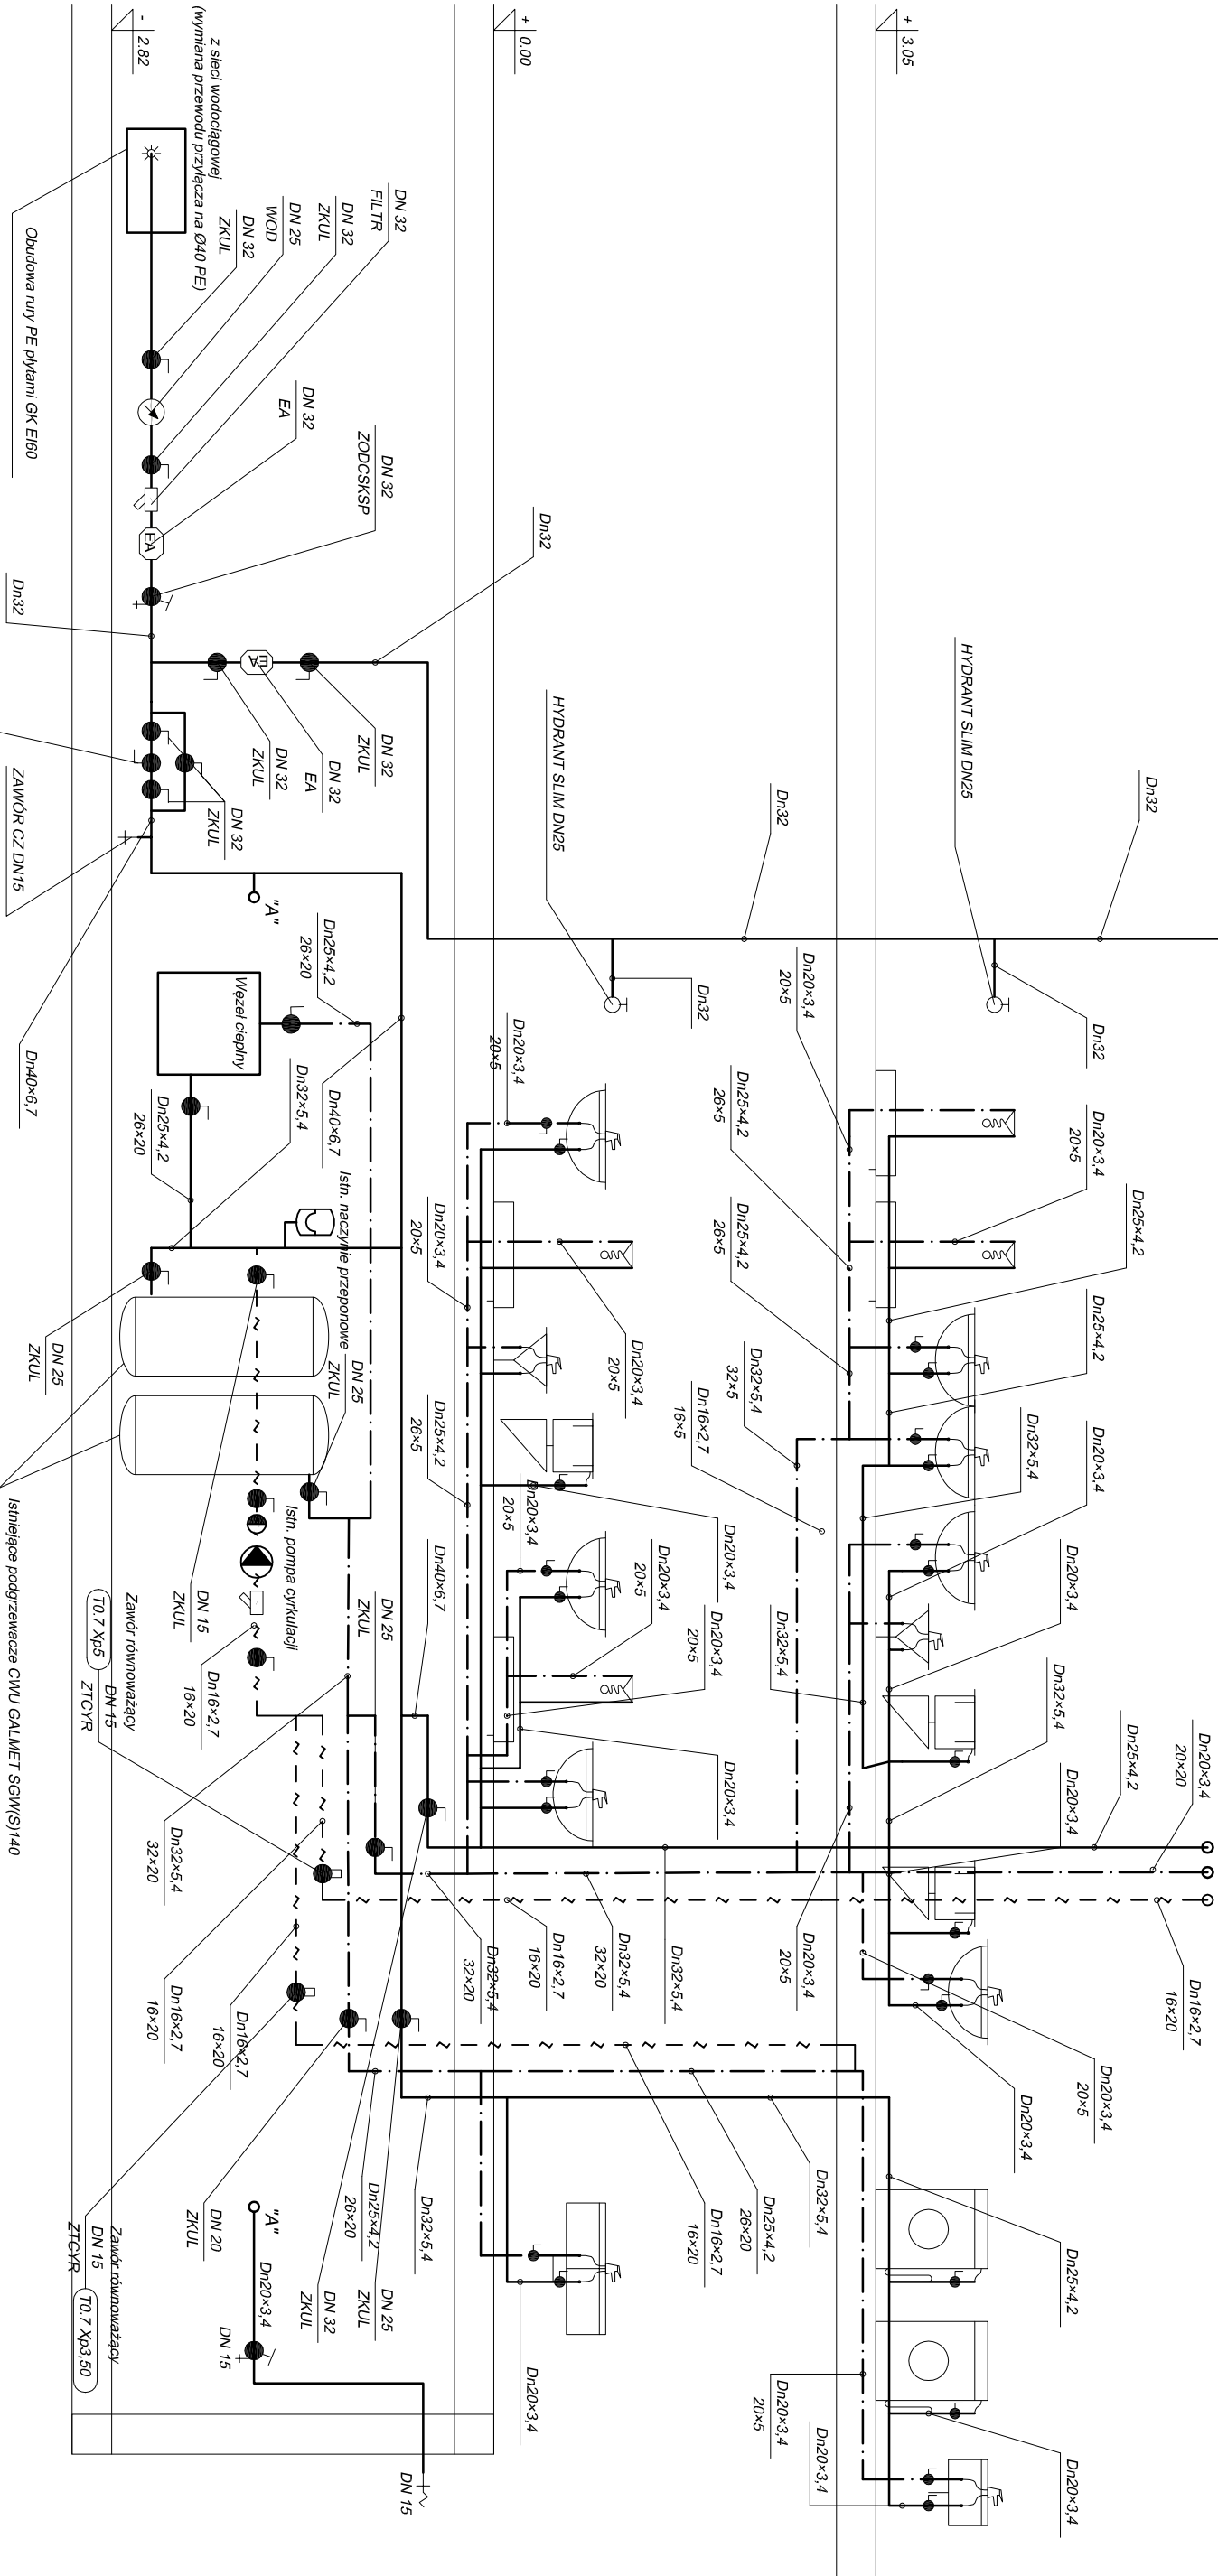 + 3.05
+ 0.00
- 2.82
z sieci wodociągowej
(wymiana przewodu przyłącza na Ø40 PE)
Obudowa rury PE płytami GK EI60
DN 32
ZKUL
DN 25
WOD
DN 32
ZKUL
DN 32
FILTR
DN 32
EA
EA
DN 32
ZODCSKSP
Dn32
Dn32
DN 32
ZKUL
EA
DN 32
EA
DN 32
ZKUL
DN 32
ZKUL
ZAWÓR CZ DN15
Dn40×6,7
"A"
HYDRANT SLIM DN25
HYDRANT SLIM DN25
Dn32
Dn32
Dn32
Dn32
Węzeł cieplny
Dn25×4,2
26×20
Dn25×4,2
26×20
Dn32×5,4
Dn40×6,7
Istn. naczynie przeponowe
DN 25
ZKUL
DN 25
ZKUL
Istniejące podgrzewacze CWU GALMET SGW(S)140
Istn. pompa cyrkulacji
DN 15
ZKUL
Dn16×2,7
16×20
DN 25
ZKUL
Dn40×6,7
Zawór równoważący
DN 15
ZTCYR
T0.7 Xp5
Dn32×5,4
32×20
Dn16×2,7
16×20
Dn16×2,7
16×20
Zawór równoważący
DN 15
ZTCYR
T0.7 Xp3,50
DN 20
ZKUL
DN 32
ZKUL
DN 25
ZKUL
"A"
Dn20×3,4
DN 15
DN 15
Dn25×4,2
26×20
Dn32×5,4
Dn20×3,4
20×5
Dn20×3,4
20×5
Dn20×3,4
20×5
Dn25×4,2
26×5
Dn20×3,4
20×5
Dn20×3,4
Dn20×3,4
20×5
Dn20×3,4
20×5
Dn20×3,4
Dn32×5,4
32×20
Dn16×2,7
16×20
Dn32×5,4
32×20
Dn32×5,4
Dn16×2,7
16×20
Dn25×4,2
26×20
Dn32×5,4
Dn20×3,4
Dn20×3,4
20×5
Dn25×4,2
26×5
Dn25×4,2
26×5
Dn20×3,4
20×5
Dn25×4,2
Dn25×4,2
Dn32×5,4
32×5
Dn16×2,7
16×5
Dn32×5,4
Dn20×3,4
Dn20×3,4
Dn32×5,4
Dn32×5,4
Dn20×3,4
Dn25×4,2
Dn20×3,4
20×20
Dn16×2,7
16×20
Dn20×3,4
20×5
Dn20×3,4
20×5
Dn20×3,4
Dn25×4,2
Dn20×3,4
20×5
Dn20×3,4
Dn20×3,4